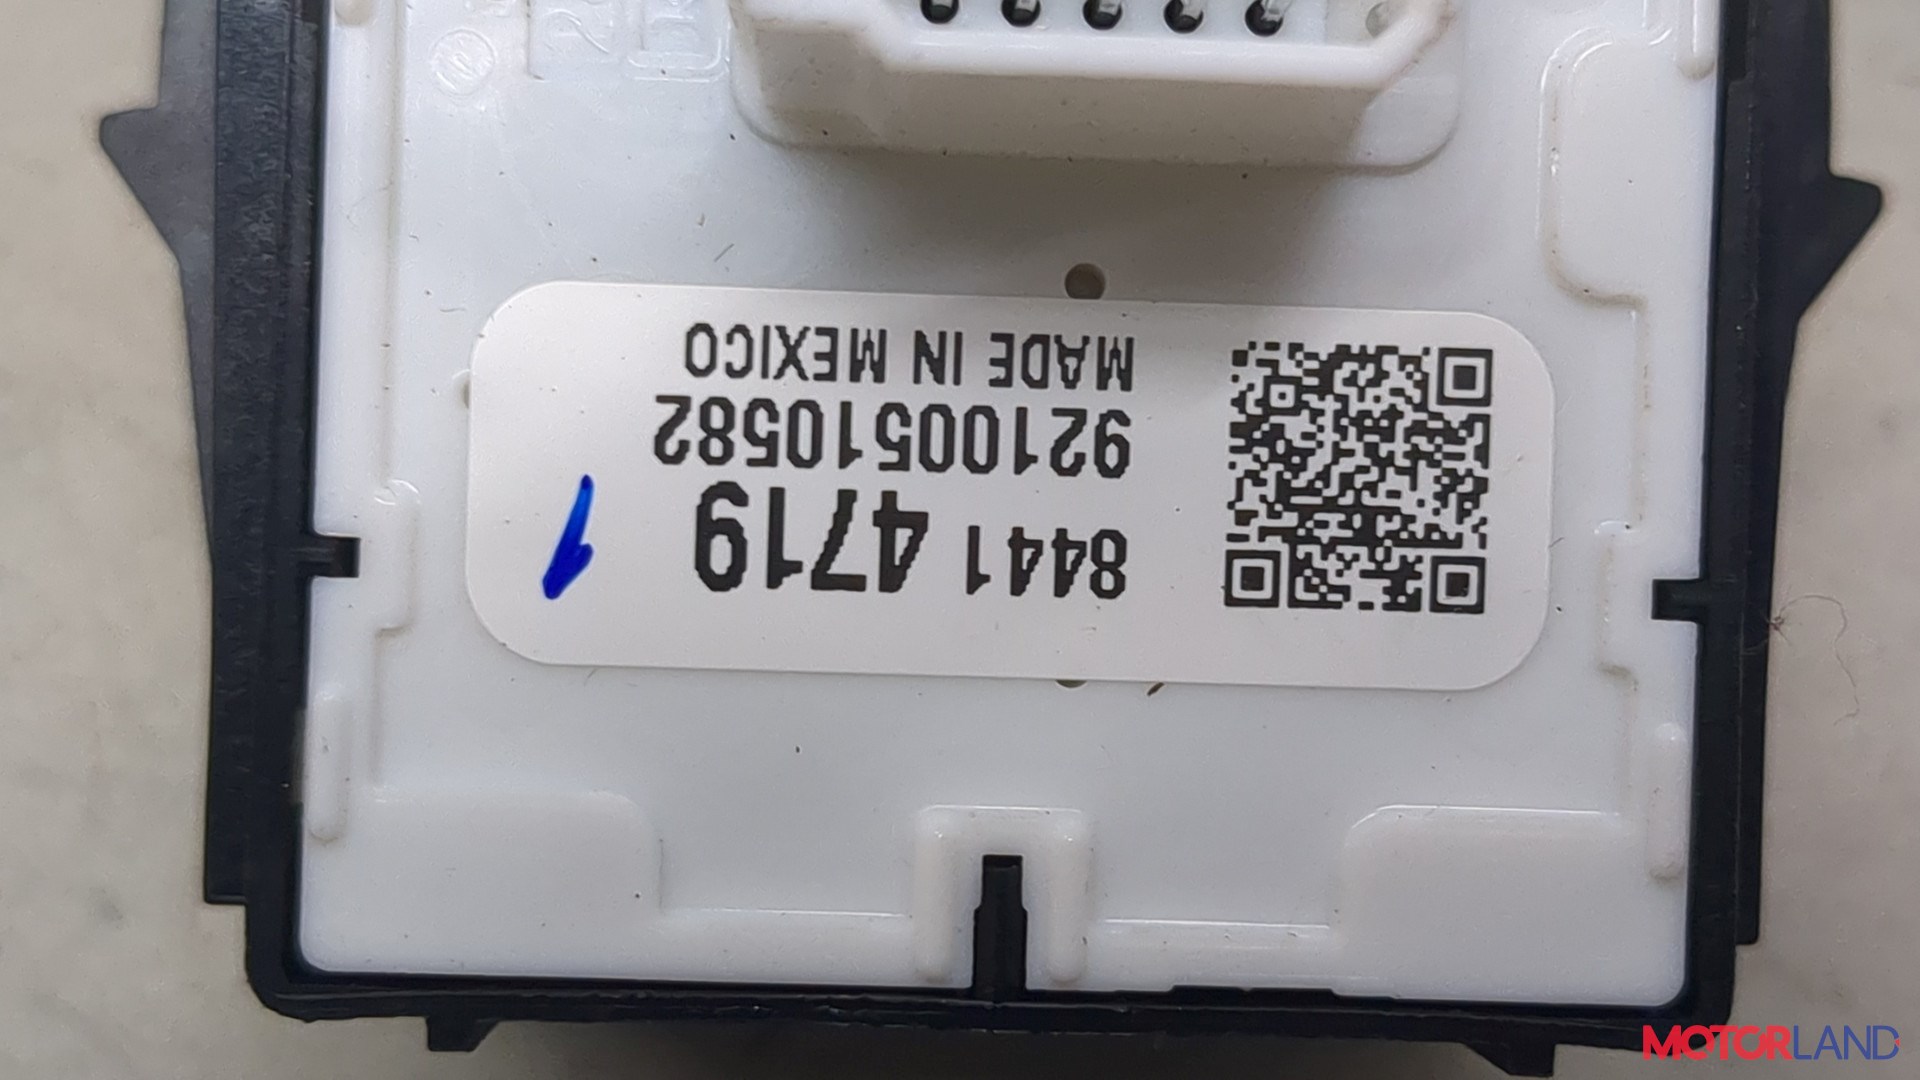 8441 4719
92100510582
MADE IN MEXICO
MOTORLAND